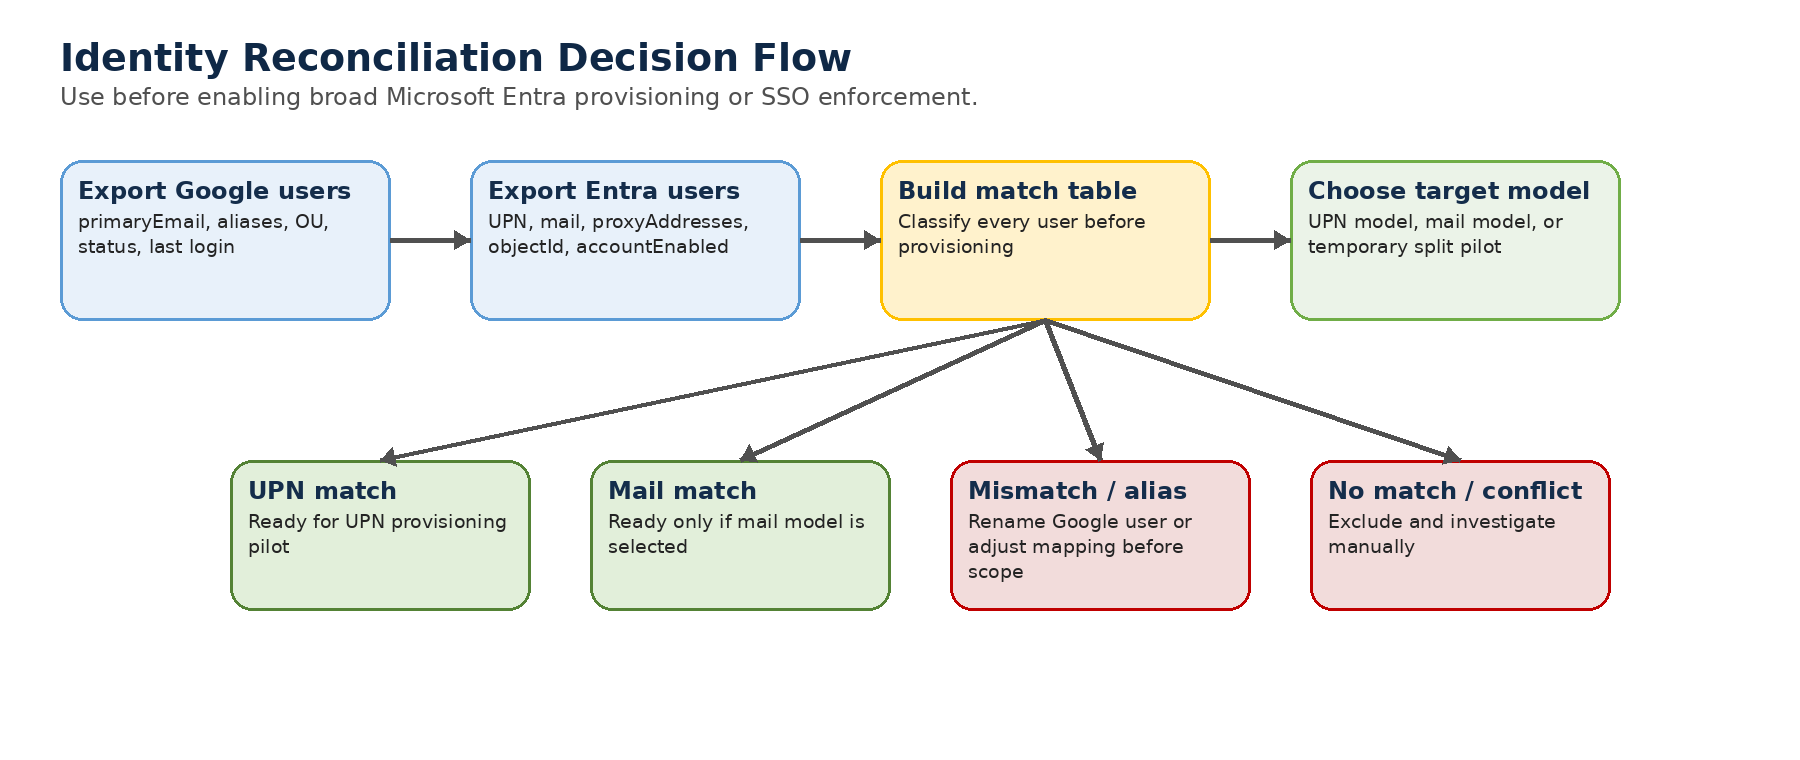 Identity Reconciliation Decision Flow
Use before enabling broad Microsoft Entra provisioning or SSO enforcement.
Export Google users
primaryEmail, aliases, OU,
status, last login
Export Entra users
UPN, mail, proxyAddresses,
objectId, accountEnabled
Build match table
Classify every user before
provisioning
Choose target model
UPN model, mail model, or
temporary split pilot
UPN match
Ready for UPN provisioning
pilot
Mail match
Ready only if mail model is
selected
Mismatch / alias
Rename Google user or
adjust mapping before
scope
No match / conflict
Exclude and investigate
manually